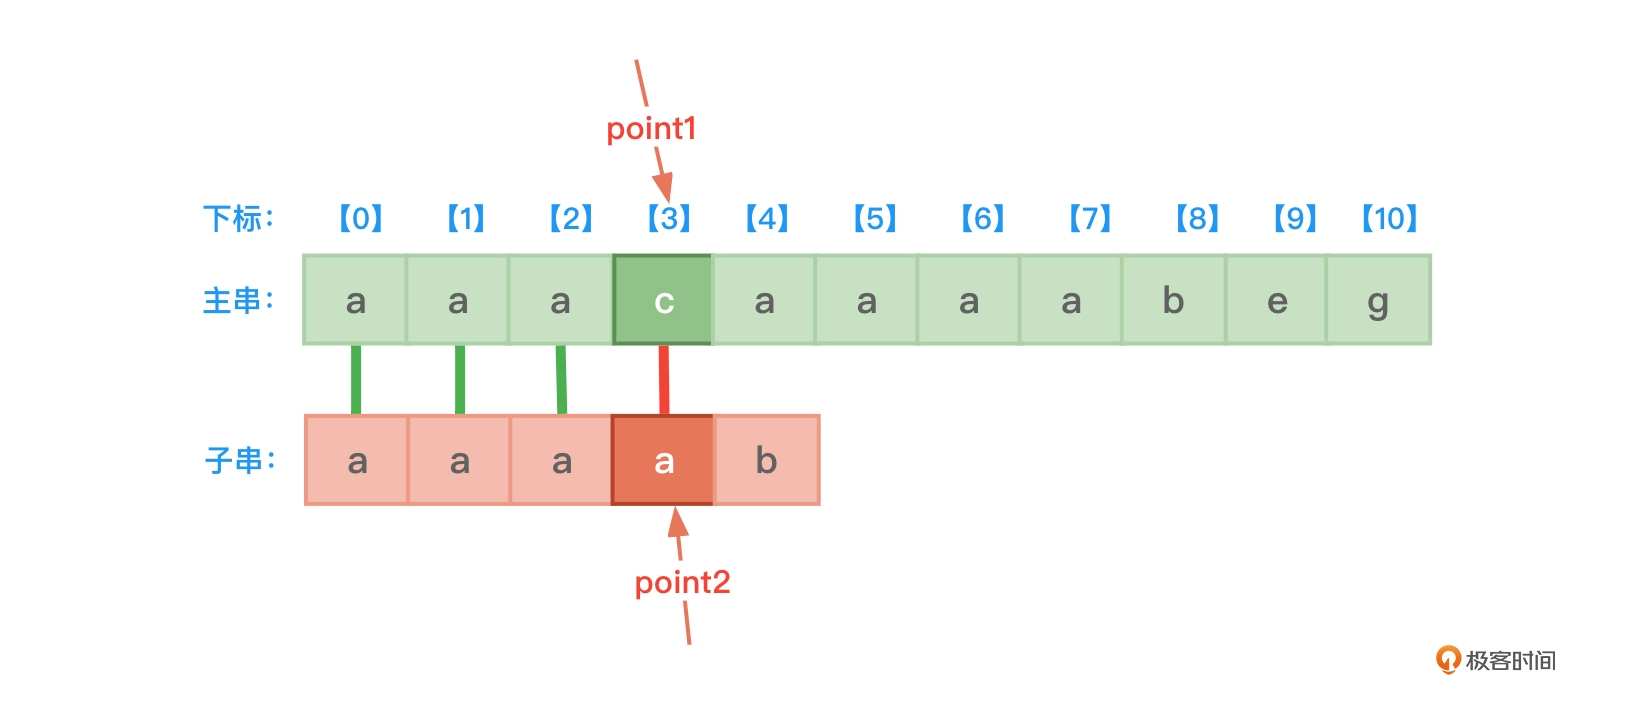 point1
下标： 【0】 【1】 【2】 【3】 【4】 【5】 【6】 【7】 【8】 【9】 【10】
主串： a a a c a a a a b e g
子串： a a a a b
point2
极客时间